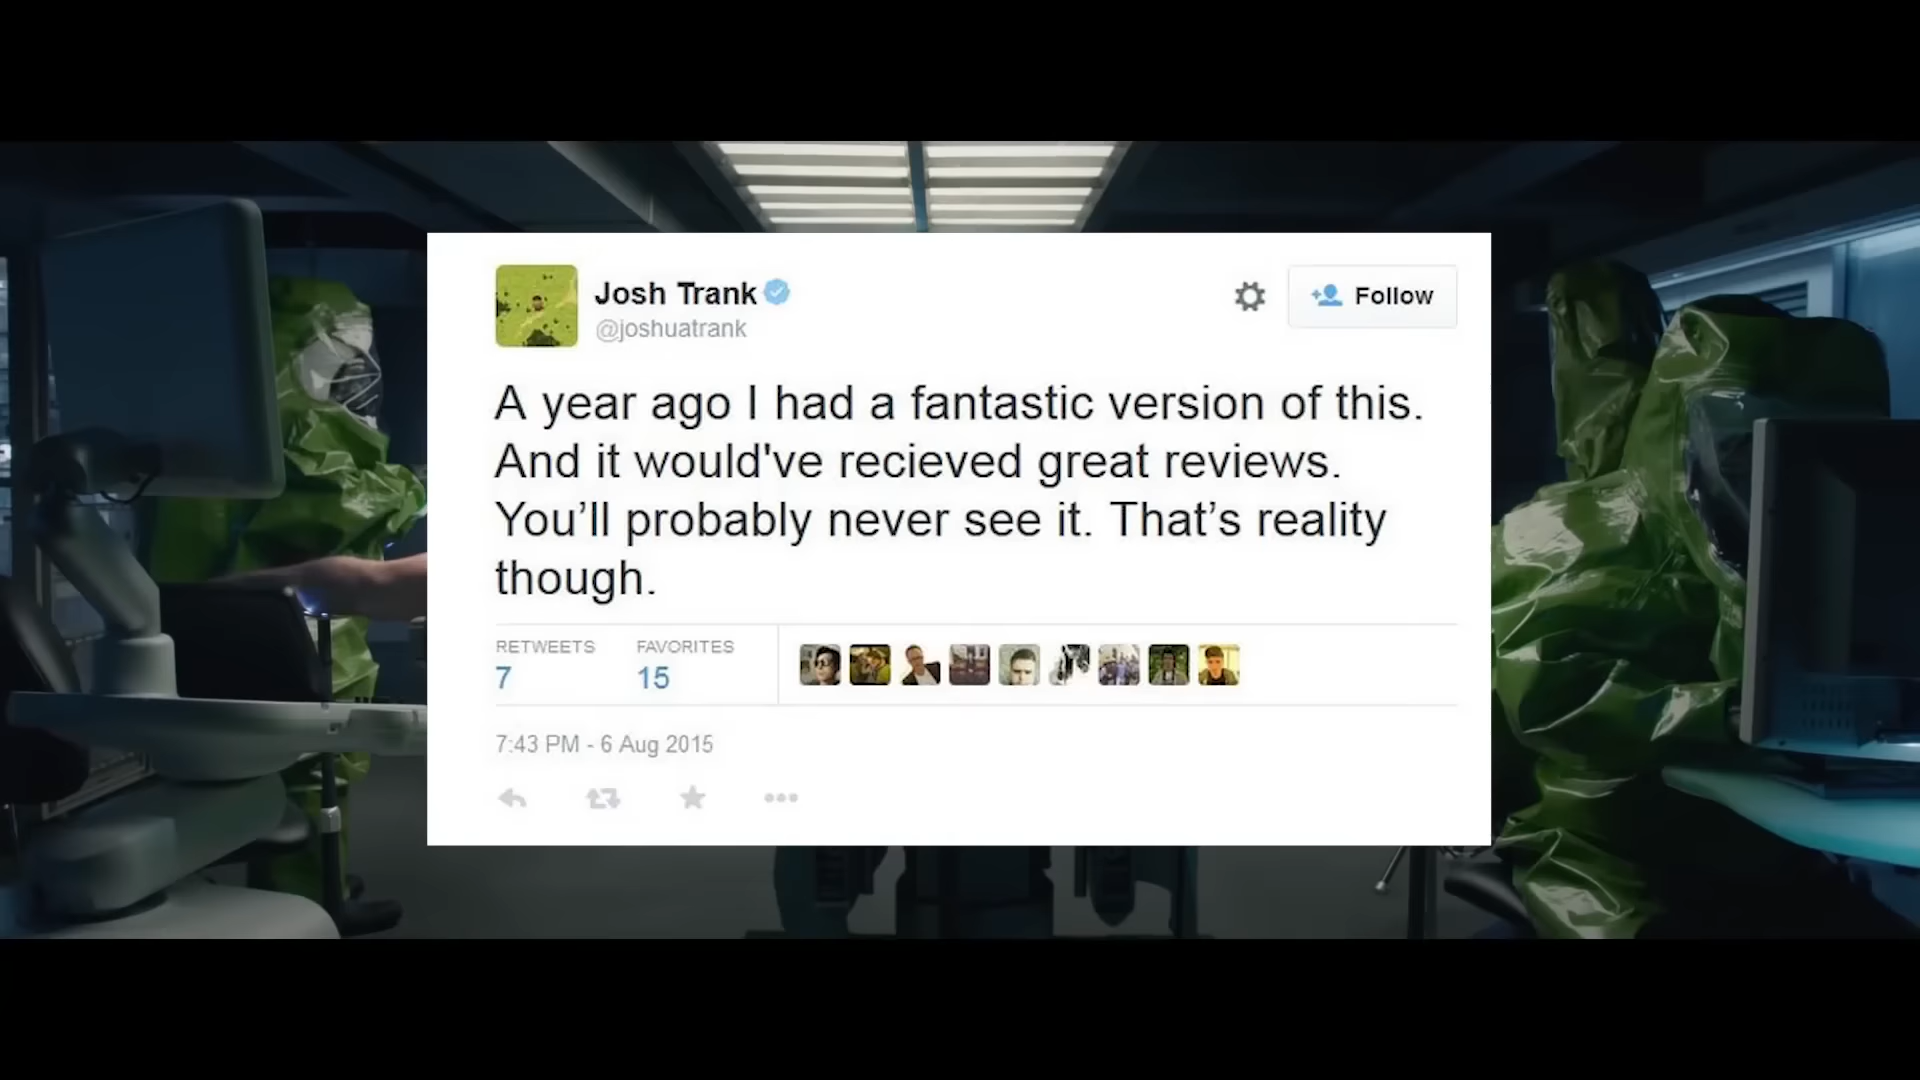 Josh Trank
@joshuatrank
Follow
A year ago I had a fantastic version of this.
And it would've recieved great reviews.
You’ll probably never see it. That’s reality
though.
RETWEETS FAVORITES
7 15
7:43 PM - 6 Aug 2015